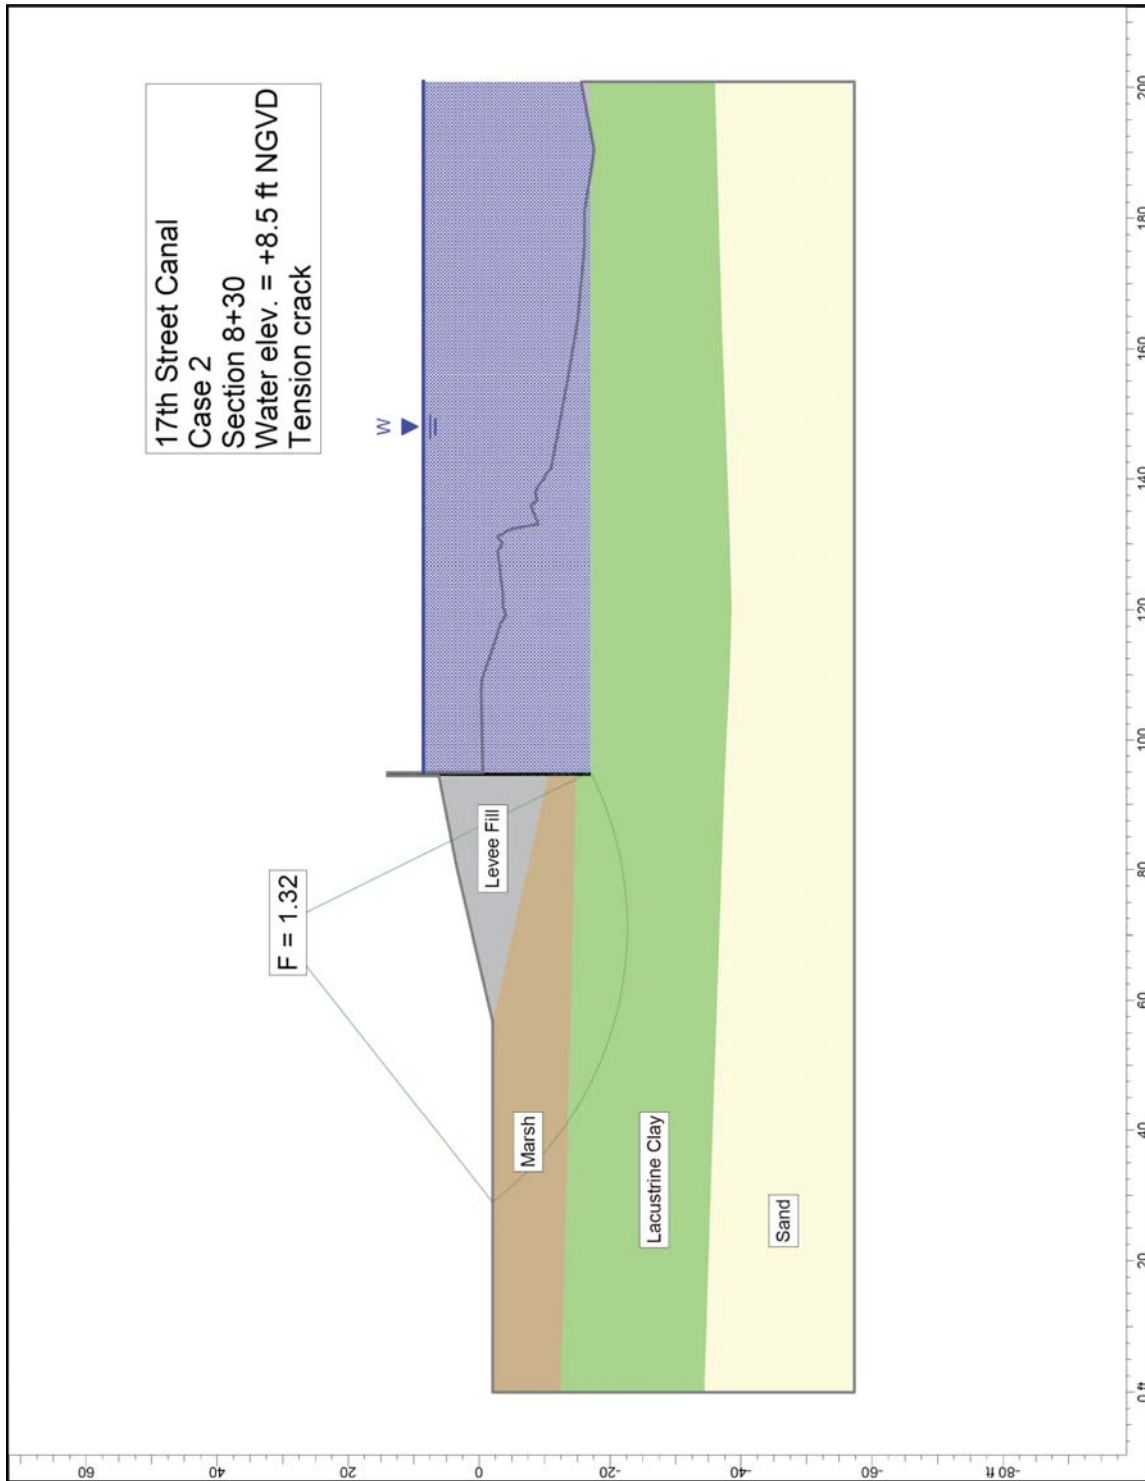 17th Street Canal
Case 2
Section 8+30
Water elev. = +8.5 ft NGVD
Tension crack
F = 1.32
W
Levee Fill
Marsh
Lacustrine Clay
Sand
60
40
20
0
-20
-40
-60
-80 ft
0 ft
20
40
60
80
100
120
140
160
180
200